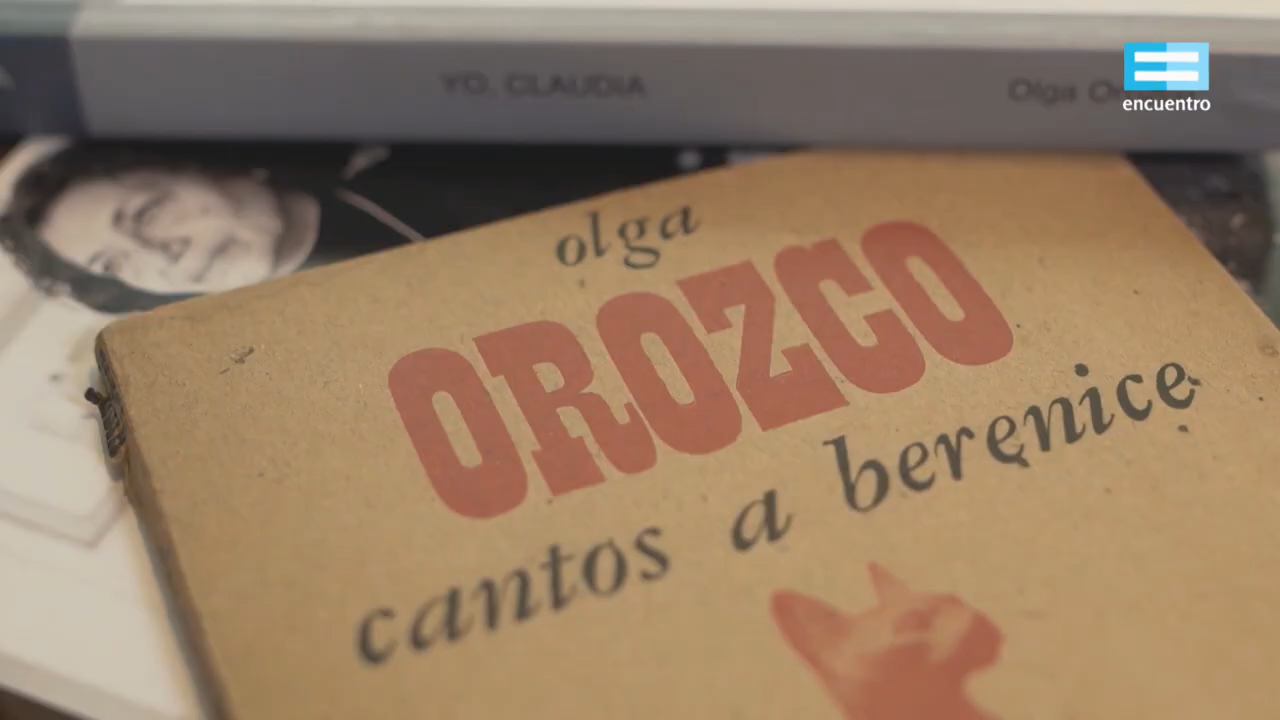 YO, CLAUDIA
Olga
encuentro
olga
OROZCO
cantos a berenice